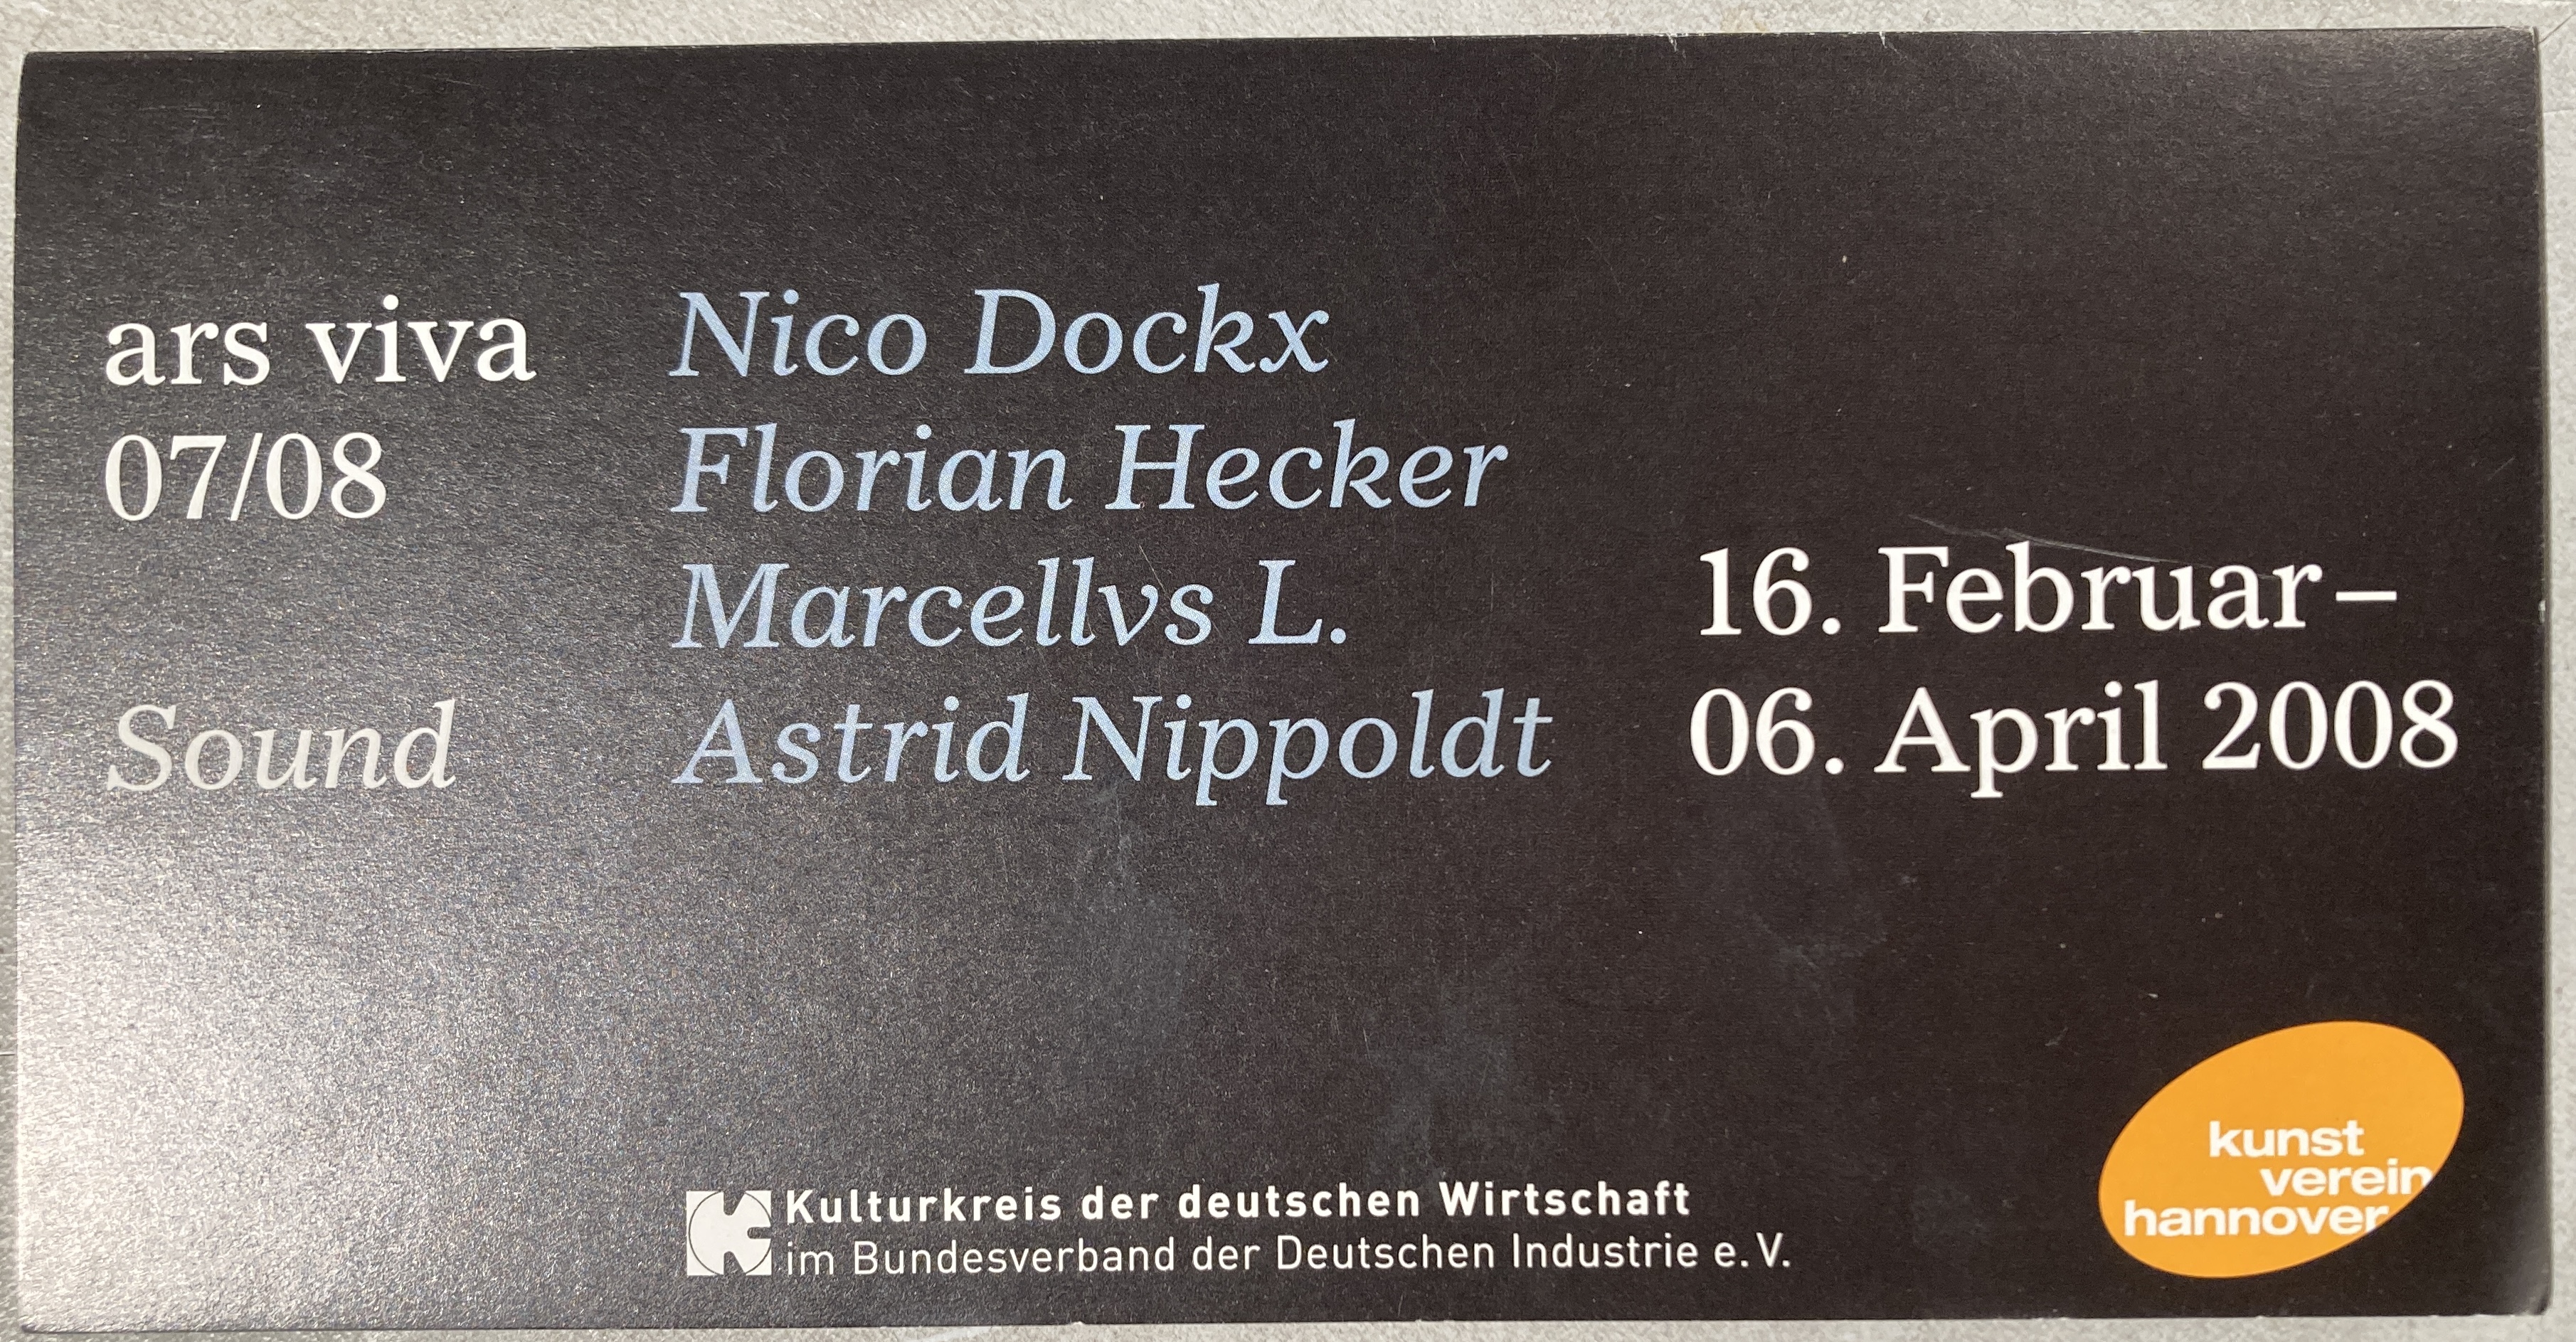 ars viva
07/08
Sound
Nico Dockx
Florian Hecker
Marcellvs L.
Astrid Nippoldt
16. Februar –
06. April 2008
Kulturkreis der deutschen Wirtschaft
im Bundesverband der Deutschen Industrie e. V.
kunst
verein
hannover